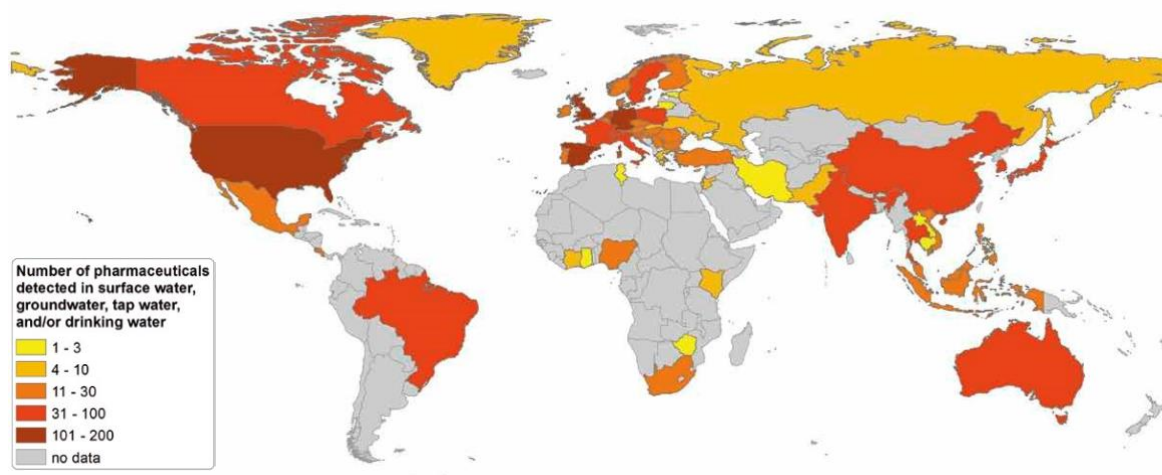 Number of pharmaceuticals
detected in surface water,
groundwater, tap water,
and/or drinking water
1 - 3
4 - 10
11 - 30
31 - 100
101 - 200
no data